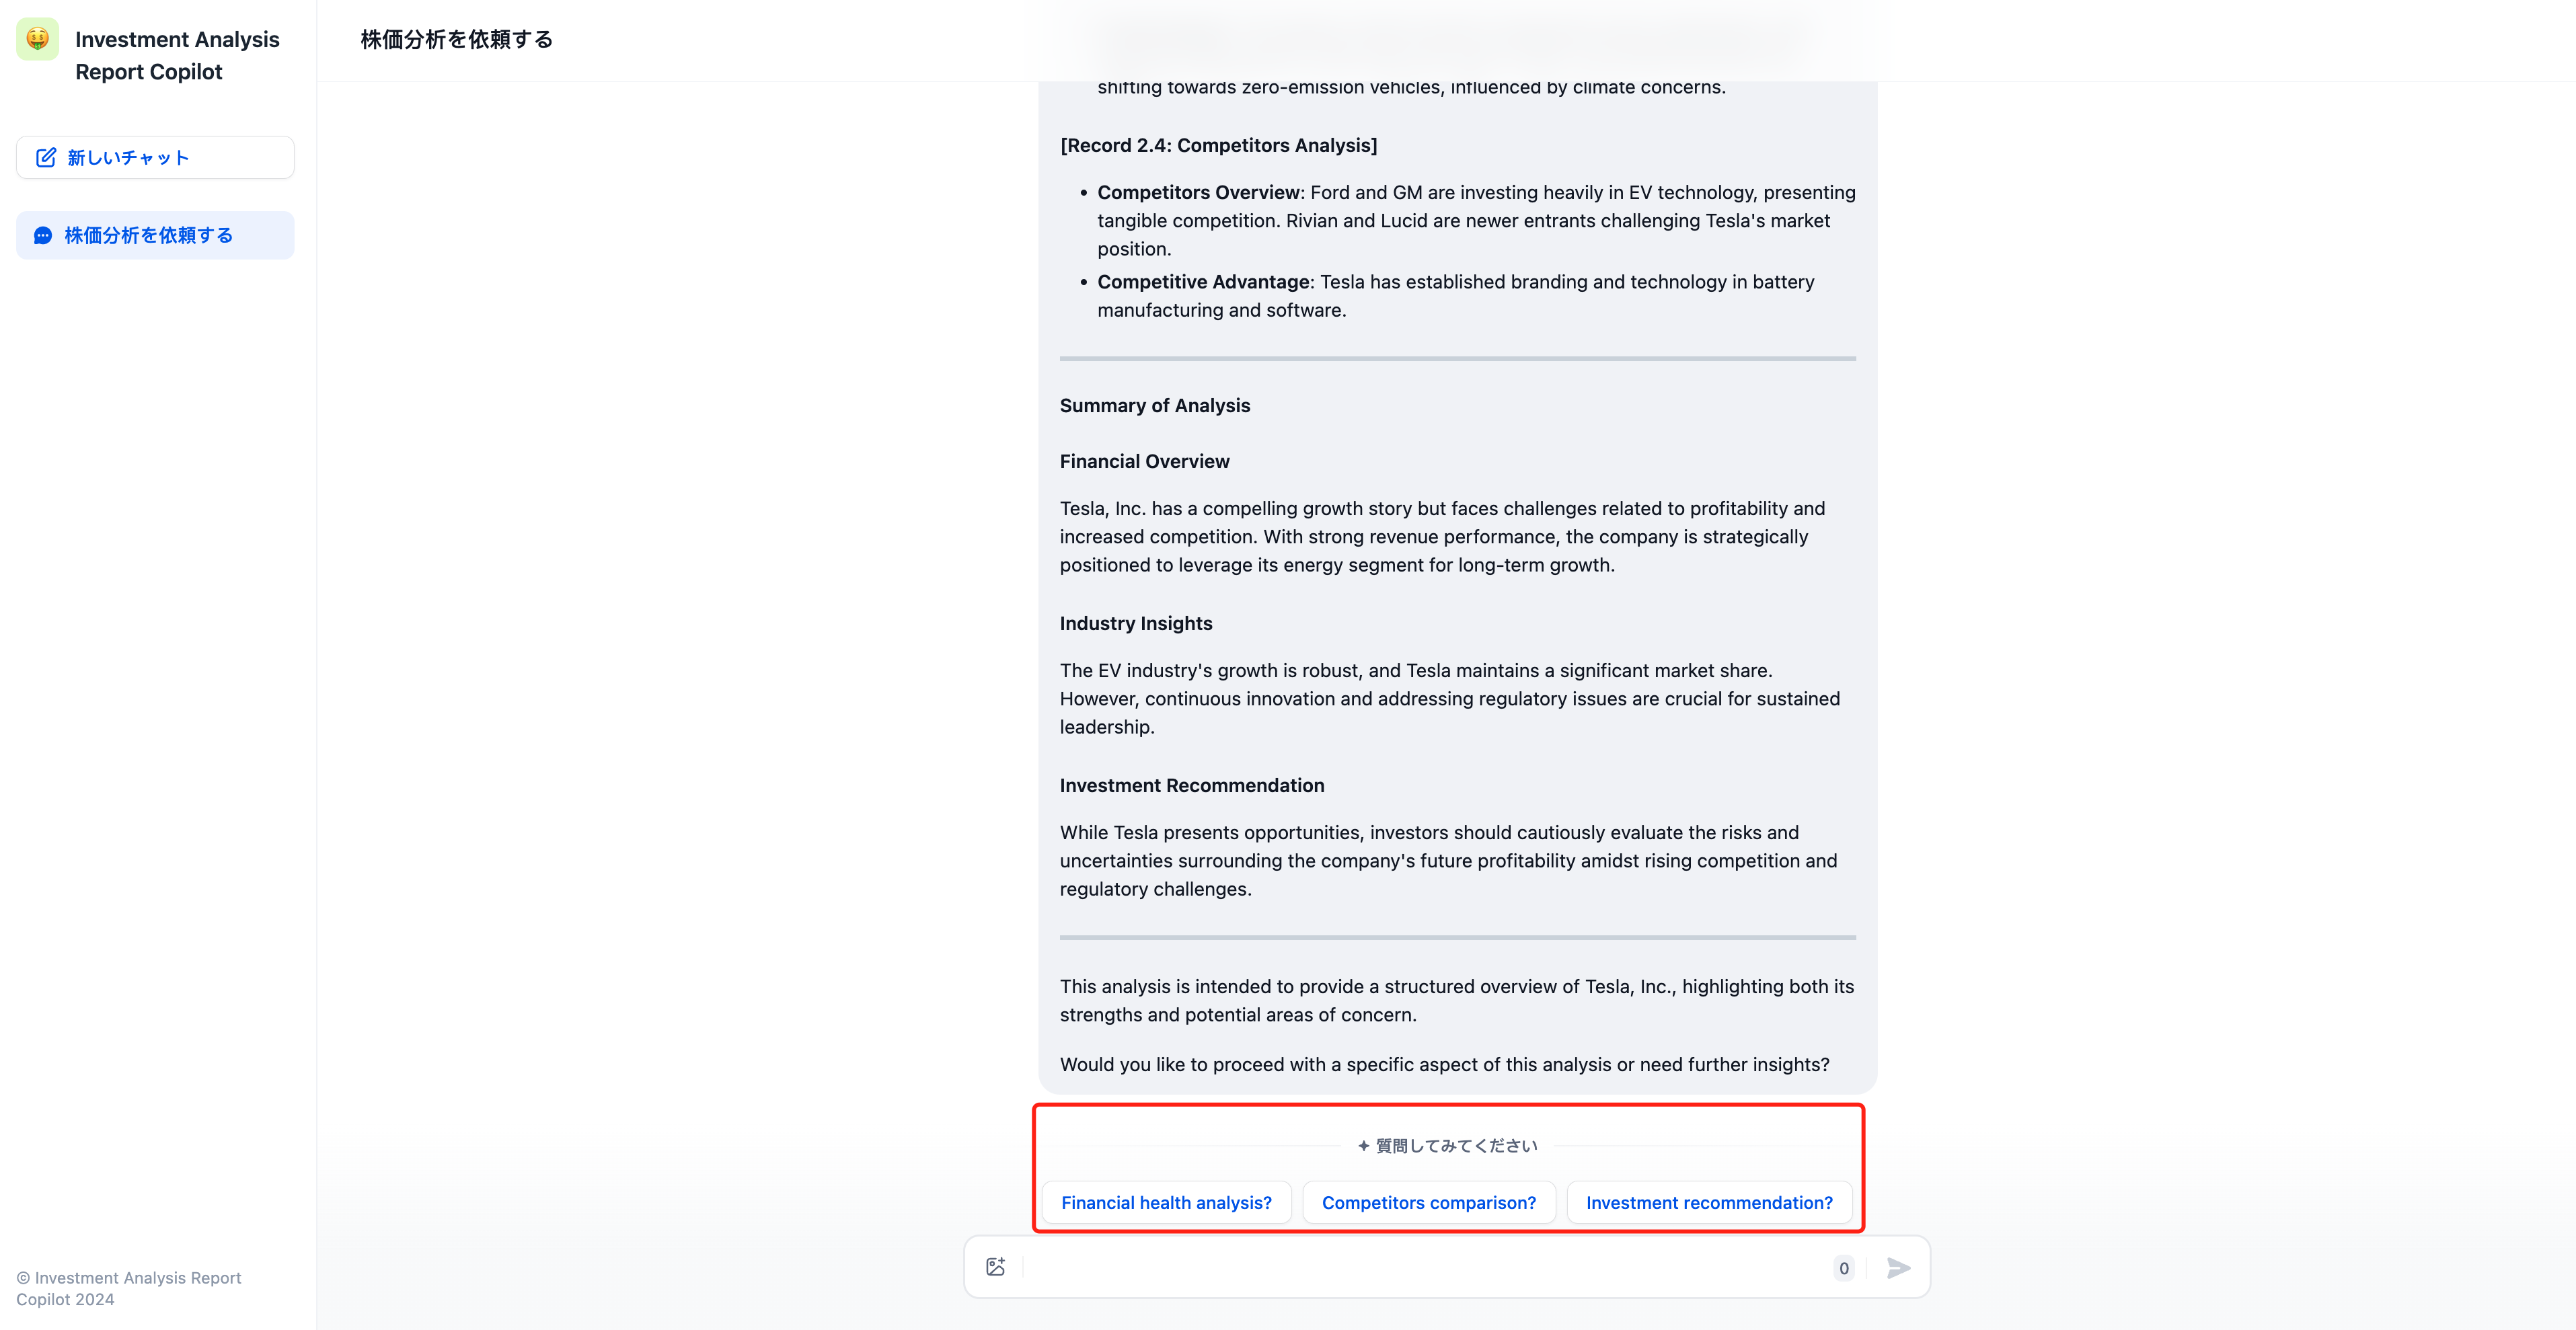 Investment Analysis
Report Copilot
新しいチャット
株価分析を依頼する
© Investment Analysis Report
Copilot 2024
株価分析を依頼する
shifting towards zero-emission vehicles, influenced by climate concerns.
[Record 2.4: Competitors Analysis]
• Competitors Overview: Ford and GM are investing heavily in EV technology, presenting
tangible competition. Rivian and Lucid are newer entrants challenging Tesla's market
position.
• Competitive Advantage: Tesla has established branding and technology in battery
manufacturing and software.
Summary of Analysis
Financial Overview
Tesla, Inc. has a compelling growth story but faces challenges related to profitability and
increased competition. With strong revenue performance, the company is strategically
positioned to leverage its energy segment for long-term growth.
Industry Insights
The EV industry's growth is robust, and Tesla maintains a significant market share.
However, continuous innovation and addressing regulatory issues are crucial for sustained
leadership.
Investment Recommendation
While Tesla presents opportunities, investors should cautiously evaluate the risks and
uncertainties surrounding the company's future profitability amidst rising competition and
regulatory challenges.
This analysis is intended to provide a structured overview of Tesla, Inc., highlighting both its
strengths and potential areas of concern.
Would you like to proceed with a specific aspect of this analysis or need further insights?
質問してみてください
Financial health analysis? Competitors comparison? Investment recommendation?
0